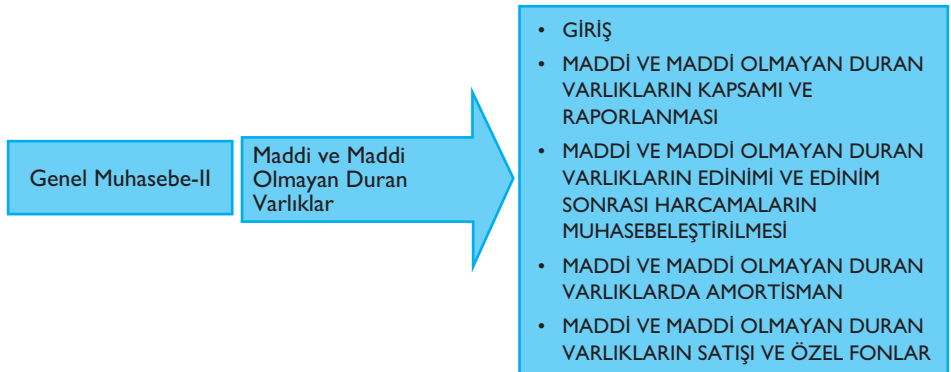 Genel Muhasebe-II
Maddi ve Maddi
Olmayan Duran
Varlıklar
• GİRİŞ
• MADDİ VE MADDİ OLMAYAN DURAN
VARLIKLARIN KAPSAMI VE
RAPORLANMASI
• MADDİ VE MADDİ OLMAYAN DURAN
VARLIKLARIN EDİNİMİ VE EDİNİM
SONRASI HARCAMALARIN
MUHASEBELEŞTİRİLMESİ
• MADDİ VE MADDİ OLMAYAN DURAN
VARLIKLARDA AMORTİSMAN
• MADDİ VE MADDİ OLMAYAN DURAN
VARLIKLARIN SATIŞI VE ÖZEL FONLAR